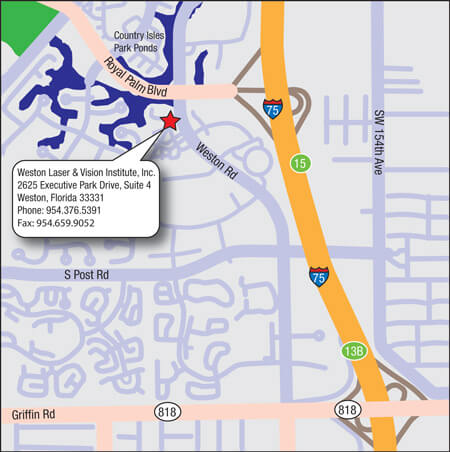 Country Isles
Park Ponds
Royal Palm Blvd
75
SW 154th Ave
Weston Rd
15
Weston Laser & Vision Institute, Inc.
2625 Executive Park Drive, Suite 4
Weston, Florida 33331
Phone: 954.376.5391
Fax: 954.659.9052
S Post Rd
75
13B
Griffin Rd
818
818